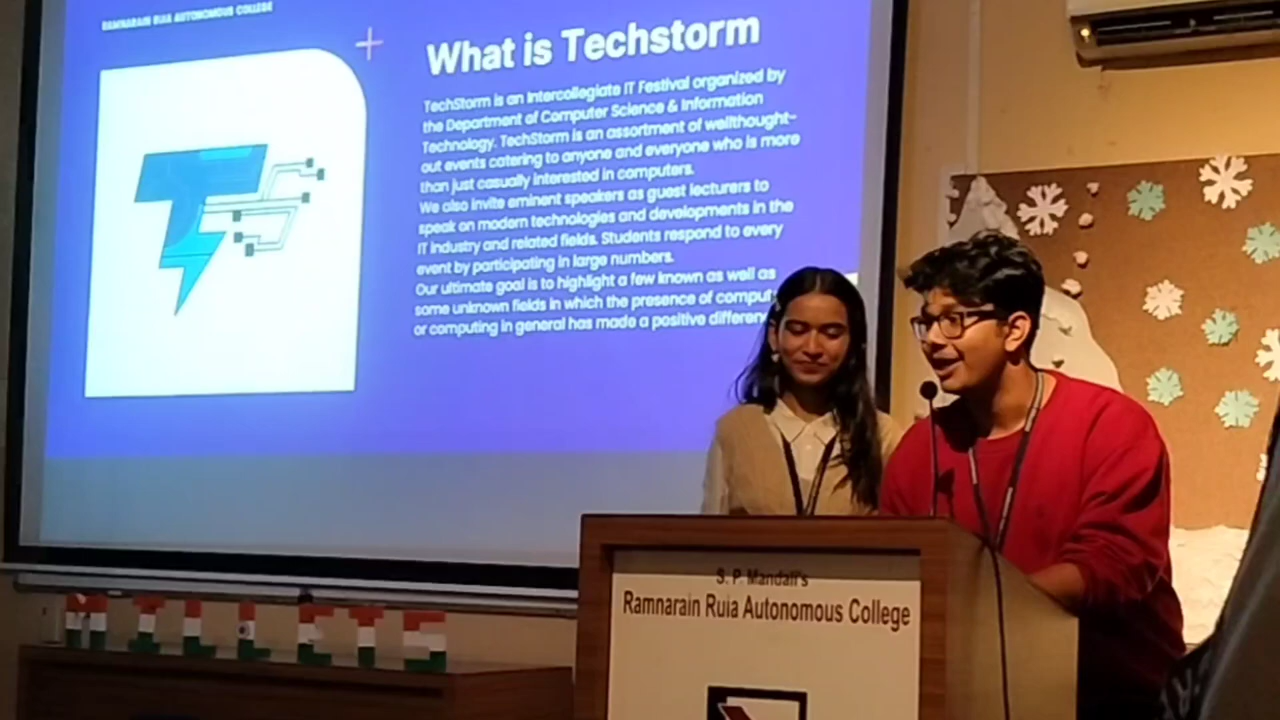 RAMNARAIN RUIA AUTONOMOUS COLLEGE
What is Techstorm
TechStorm is an Intercollegiate IT Festival organized by
the Department of Computer Science & Information
Technology. TechStorm is an assortment of wellthought-
out events catering to anyone and everyone who is more
than just casually interested in computers.
We also invite eminent speakers as guest lecturers to
speak on modern technologies and developments in the
IT industry and related fields. Students respond to every
event by participating in large numbers.
Our ultimate goal is to highlight a few known as well as
some unknown fields in which the presence of comput
or computing in general has made a positive differen
S. P. Mandali's
Ramnarain Ruia Autonomous College